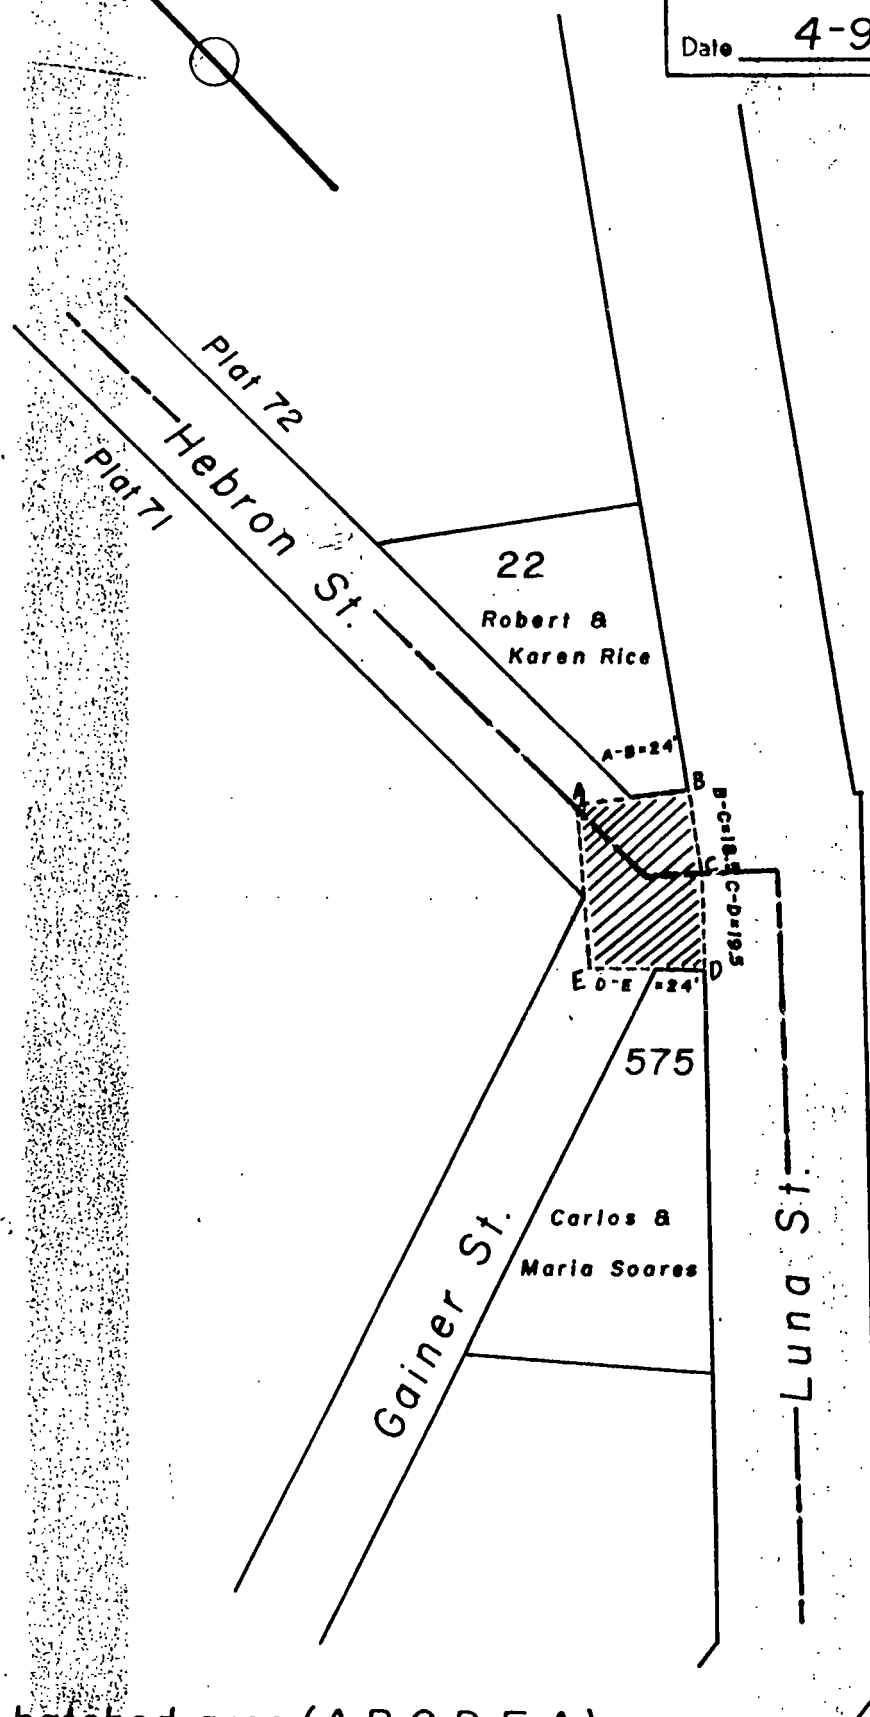 Date 4-9
Plat 72
Hebron St.
Plat 71
22
Robert &
Karen Rice
A-B=24'
A
B
B-C=18.5
C
C-D=19.5
E
D-E =24'
D
575
Carlos &
Maria Soares
Gainer St.
Luna St.
hatched area (A-B-C-D-E-A)